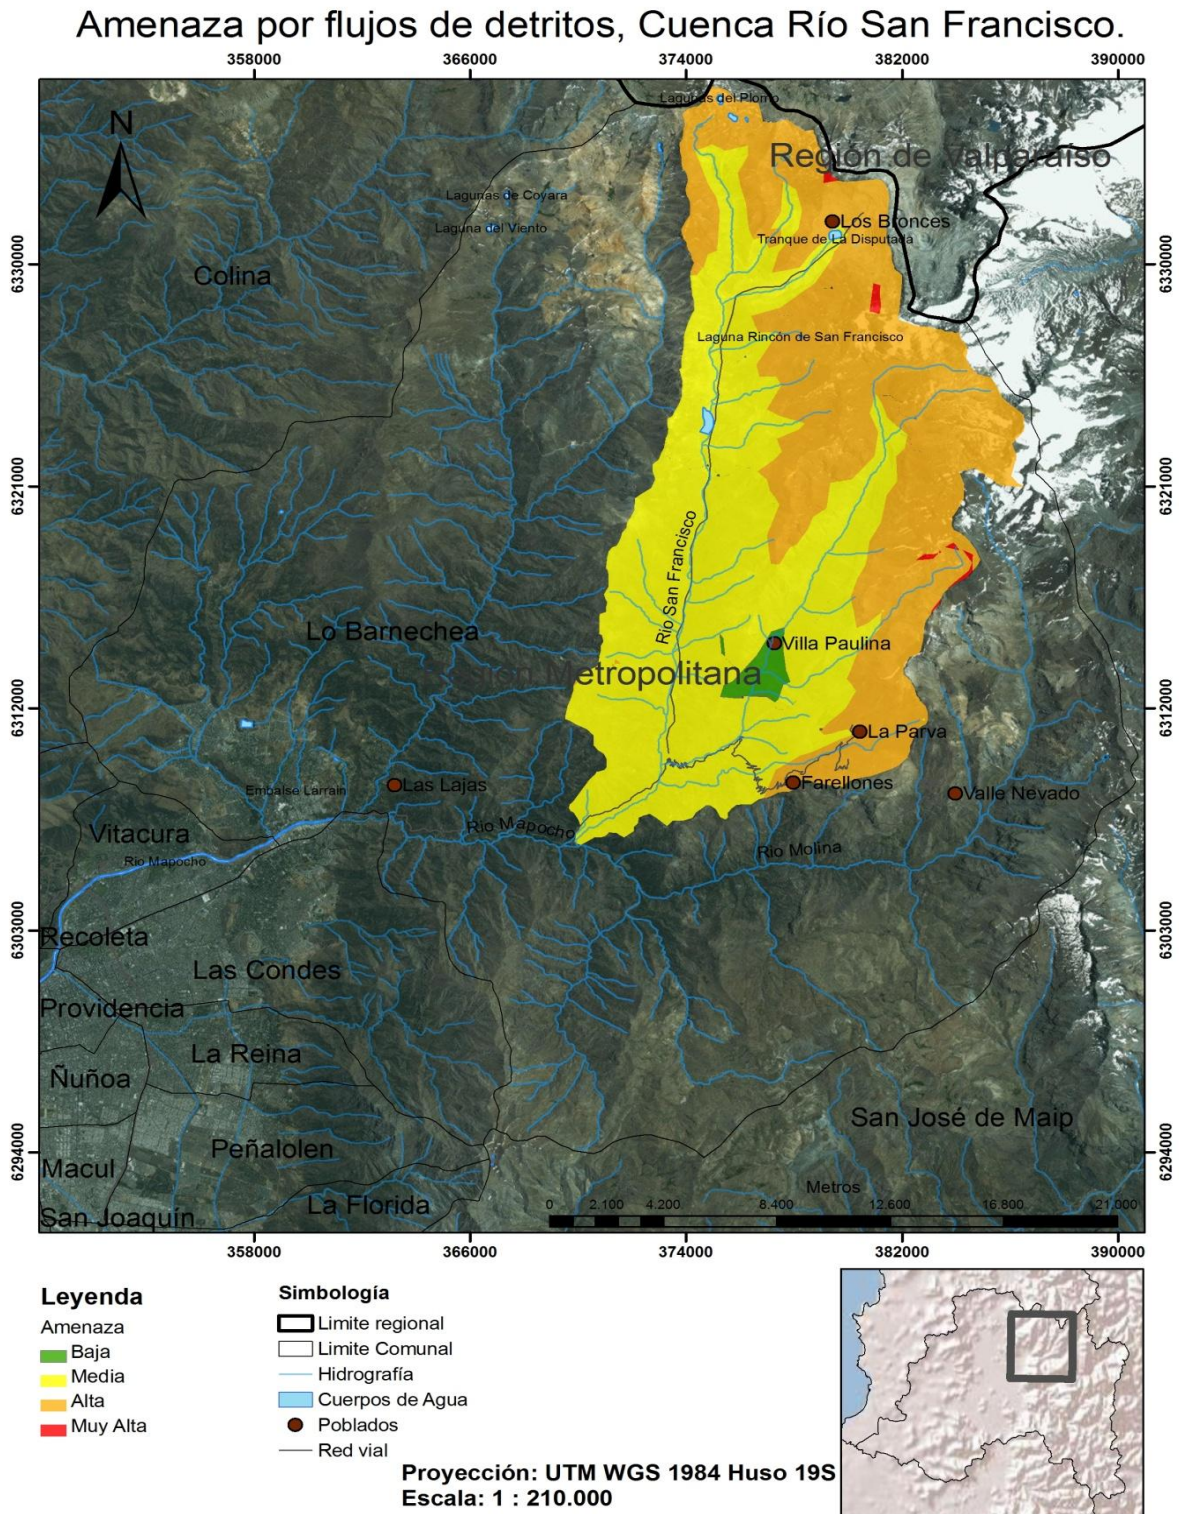 Amenaza por flujos de detritos, Cuenca Río San Francisco.
358000 366000 374000 382000 390000
N
Lagunas del Plomo
Región de Valparaíso
Lagunas de Coyara
Laguna del Viento
Los Bronces
Tranque de La Disputada
Colina
6330000 6330000
Laguna Rincón de San Francisco
6321000 6321000
Río San Francisco
Lo Barnechea
Villa Paulina
Metropolitana
6312000 6312000
La Parva
Las Lajas
Embalse Larrain
Farellones
Valle Nevado
Vitacura
Rio Mapocho
Rio Mapocho
Rio Molina
6303000 6303000
Recoleta
Las Condes
Providencia
La Reina
Ñuñoa
San José de Maip
6294000 6294000
Peñalolen
Macul
Metros
La Florida
San Joaquín
0 2.100 4.200 8.400 12.600 16.800 21.000
358000 366000 374000 382000 390000
Leyenda
Amenaza
Baja
Media
Alta
Muy Alta
Simbología
Limite regional
Limite Comunal
Hidrografía
Cuerpos de Agua
Poblados
Red vial
Proyección: UTM WGS 1984 Huso 19S
Escala: 1 : 210.000